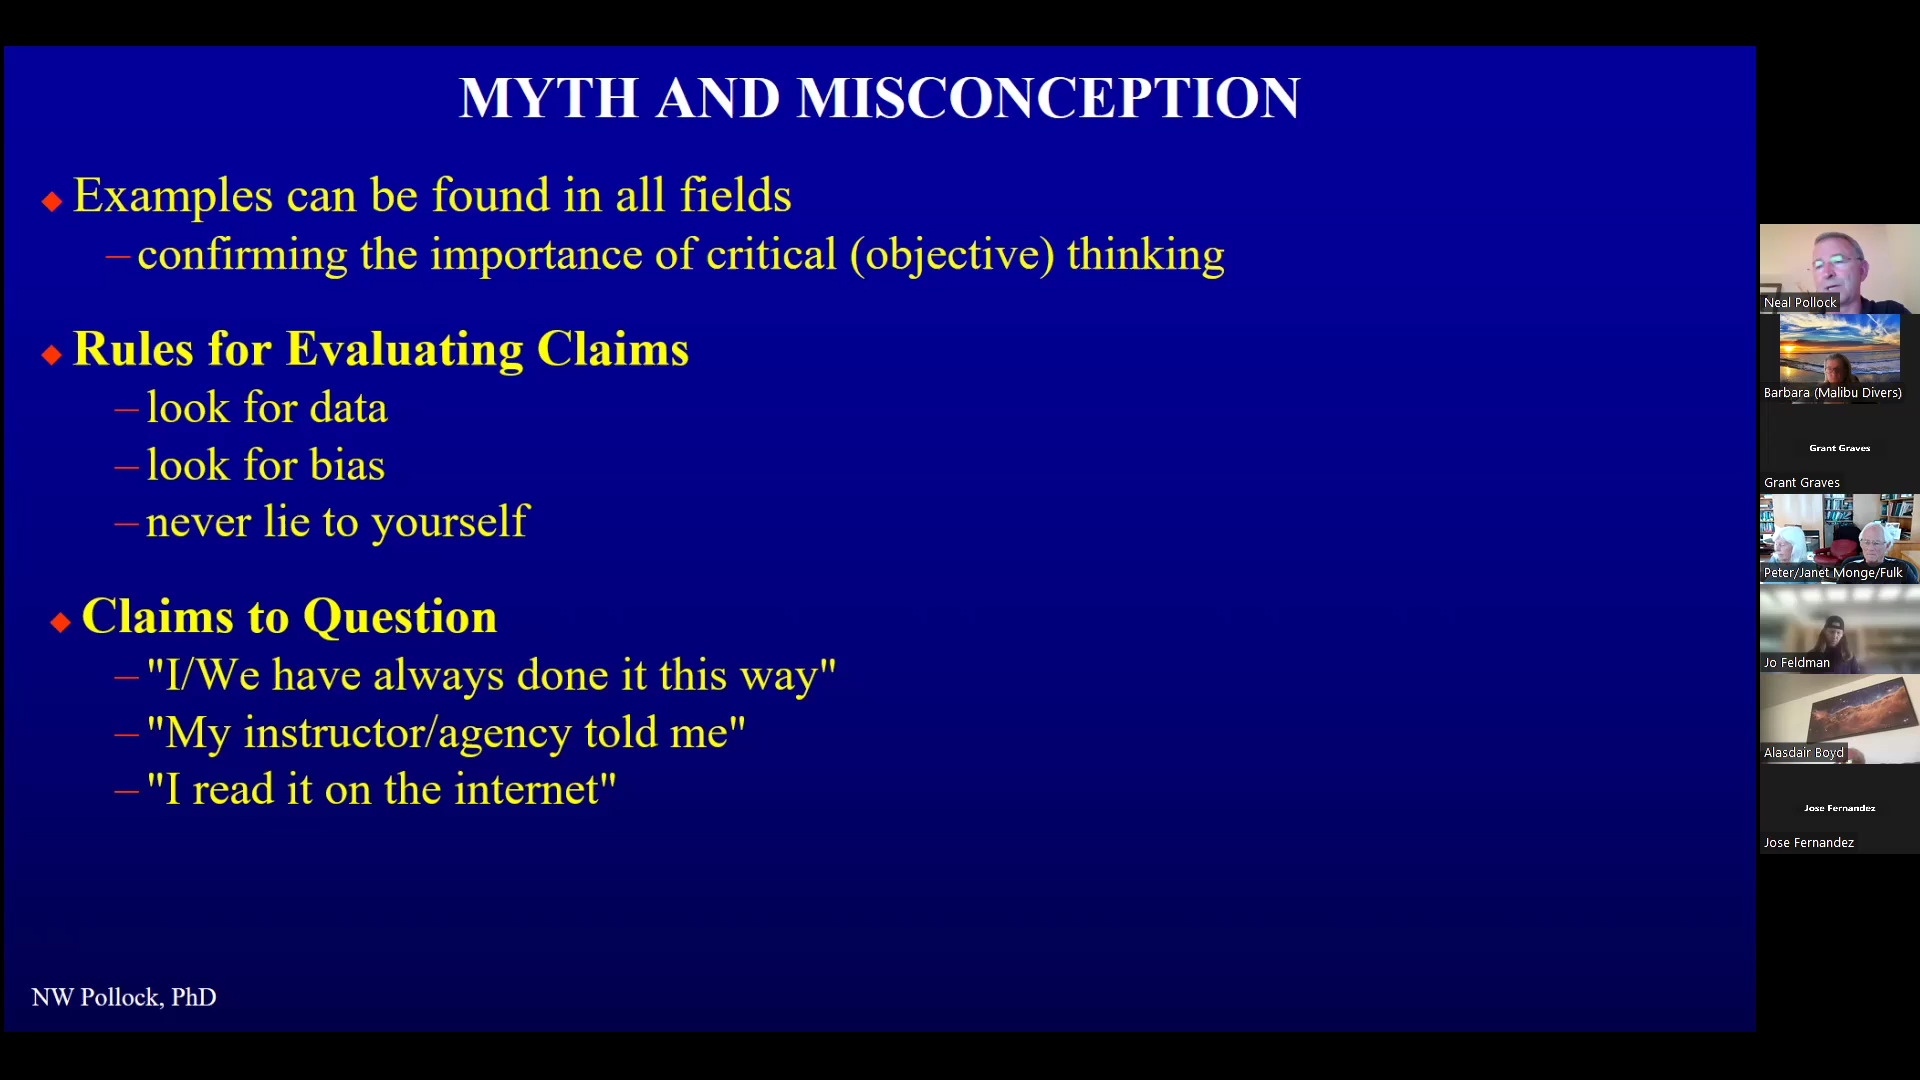 MYTH AND MISCONCEPTION
Examples can be found in all fields
– confirming the importance of critical (objective) thinking
Rules for Evaluating Claims
– look for data
– look for bias
– never lie to yourself
Claims to Question
– "I/We have always done it this way"
– "My instructor/agency told me"
– "I read it on the internet"
NW Pollock, PhD
Neal Pollock
Barbara (Malibu Divers)
Grant Graves
Grant Graves
Peter/Janet Monge/Fulk
Jo Feldman
Alasdair Boyd
Jose Fernandez
Jose Fernandez